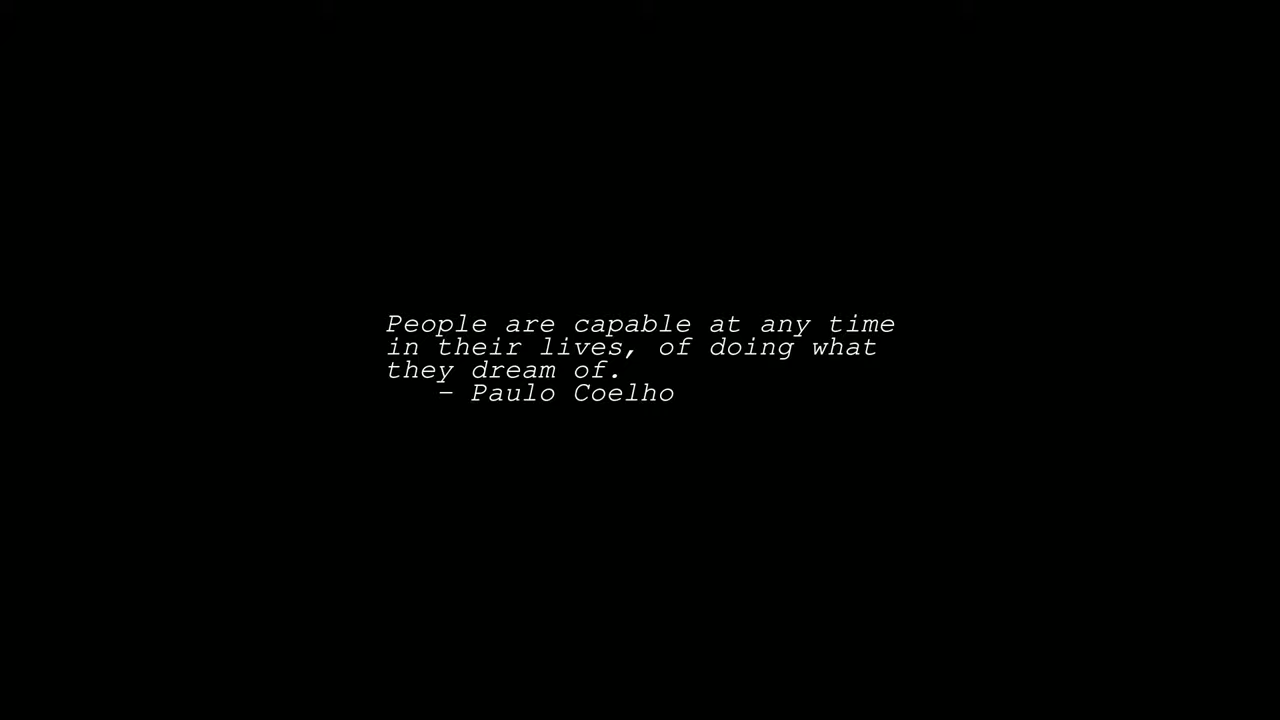 People are capable at any time
in their lives, of doing what
they dream of.
– Paulo Coelho